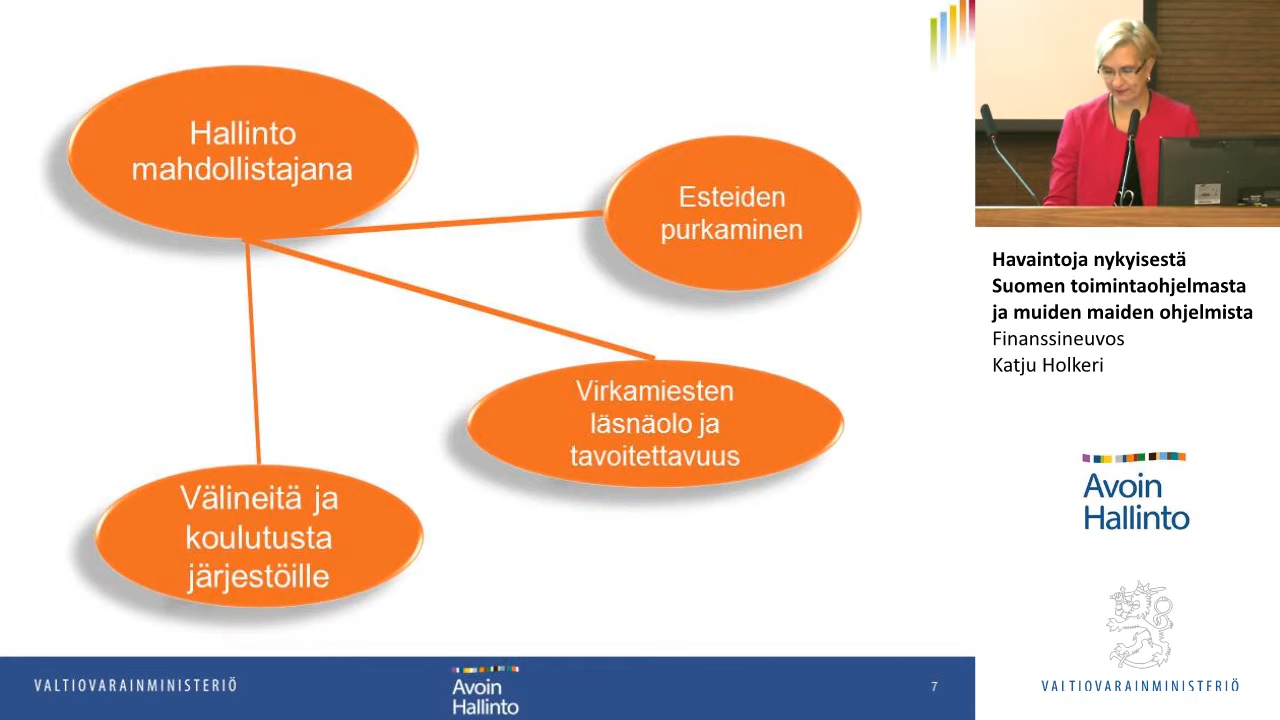 Hallinto
mahdollistajana
Esteiden
purkaminen
Virkamiesten
läsnäolo ja
tavoitettavuus
Välineitä ja
koulutusta
järjestöille
VALTIOVARAINMINISTERIÖ
Avoin
Hallinto
7
Havaintoja nykyisestä
Suomen toimintaohjelmasta
ja muiden maiden ohjelmista
Finanssineuvos
Katju Holkeri
Avoin
Hallinto
VALTIOVARAINMINISTERIÖ